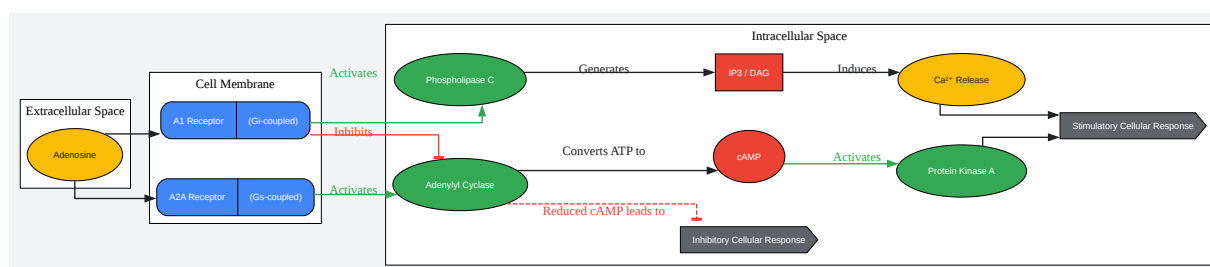 Intracellular Space
Cell Membrane
Extracellular Space
Adenosine
A1 Receptor
(Gi-coupled)
A2A Receptor
(Gs-coupled)
Activates
Inhibits
Activates
Phospholipase C
Generates
IP3 / DAG
Induces
Ca²⁺ Release
Stimulatory Cellular Response
Adenylyl Cyclase
Converts ATP to
cAMP
Activates
Protein Kinase A
Reduced cAMP leads to
Inhibitory Cellular Response